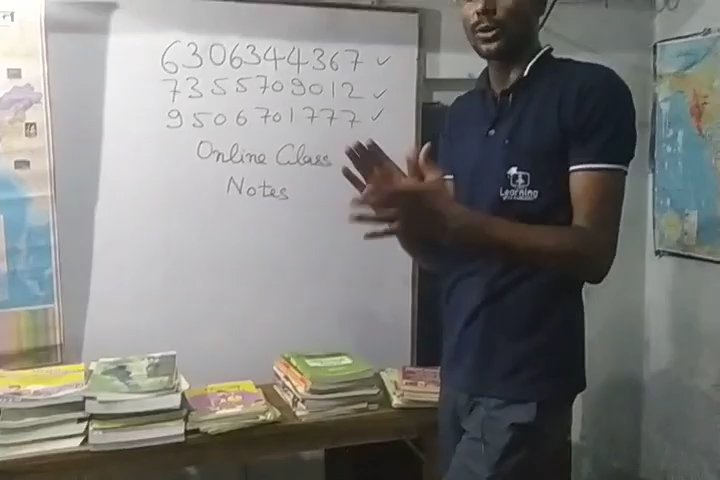 न
6306344367 ✓
7355709012 ✓
9506701777 ✓
Online Class
Notes
Learning